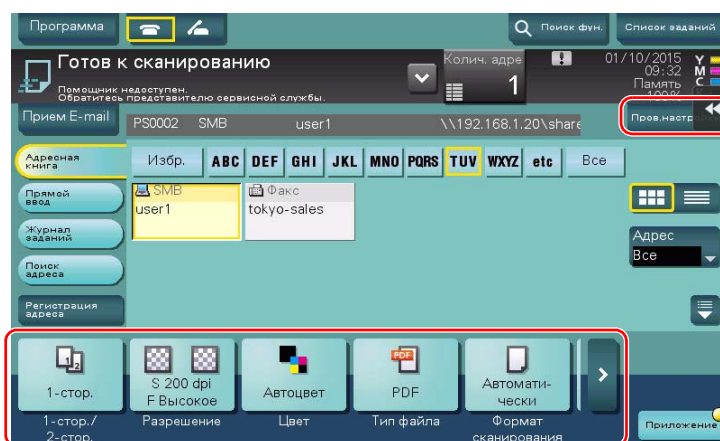 Программа
Поиск фун.
Список заданий
Готов к сканированию
Колич. адре
1
01/10/2015
09:32
Память
100%
Y
M
C
Помощник недоступен.
Обратитесь представителю сервисной службы.
Прием E-mail
PS0002 SMB user1 \\192.168.1.20\share
Пров.настр
Адресная
книга
Избр. ABC DEF GHI JKL MNO PQRS TUV WXYZ etc Все
Прямой
ввод
SMB
user1
Факс
tokyo-sales
Журнал
заданий
Адрес
Все
Поиск
адреса
Регистрация
адреса
1-стор.
S 200 dpi
F Высокое
Автоцвет
PDF
PDF
Автомати-
чески
1-стор./
2-стор.
Разрешение
Цвет
Тип файла
Формат
сканирования
Приложение